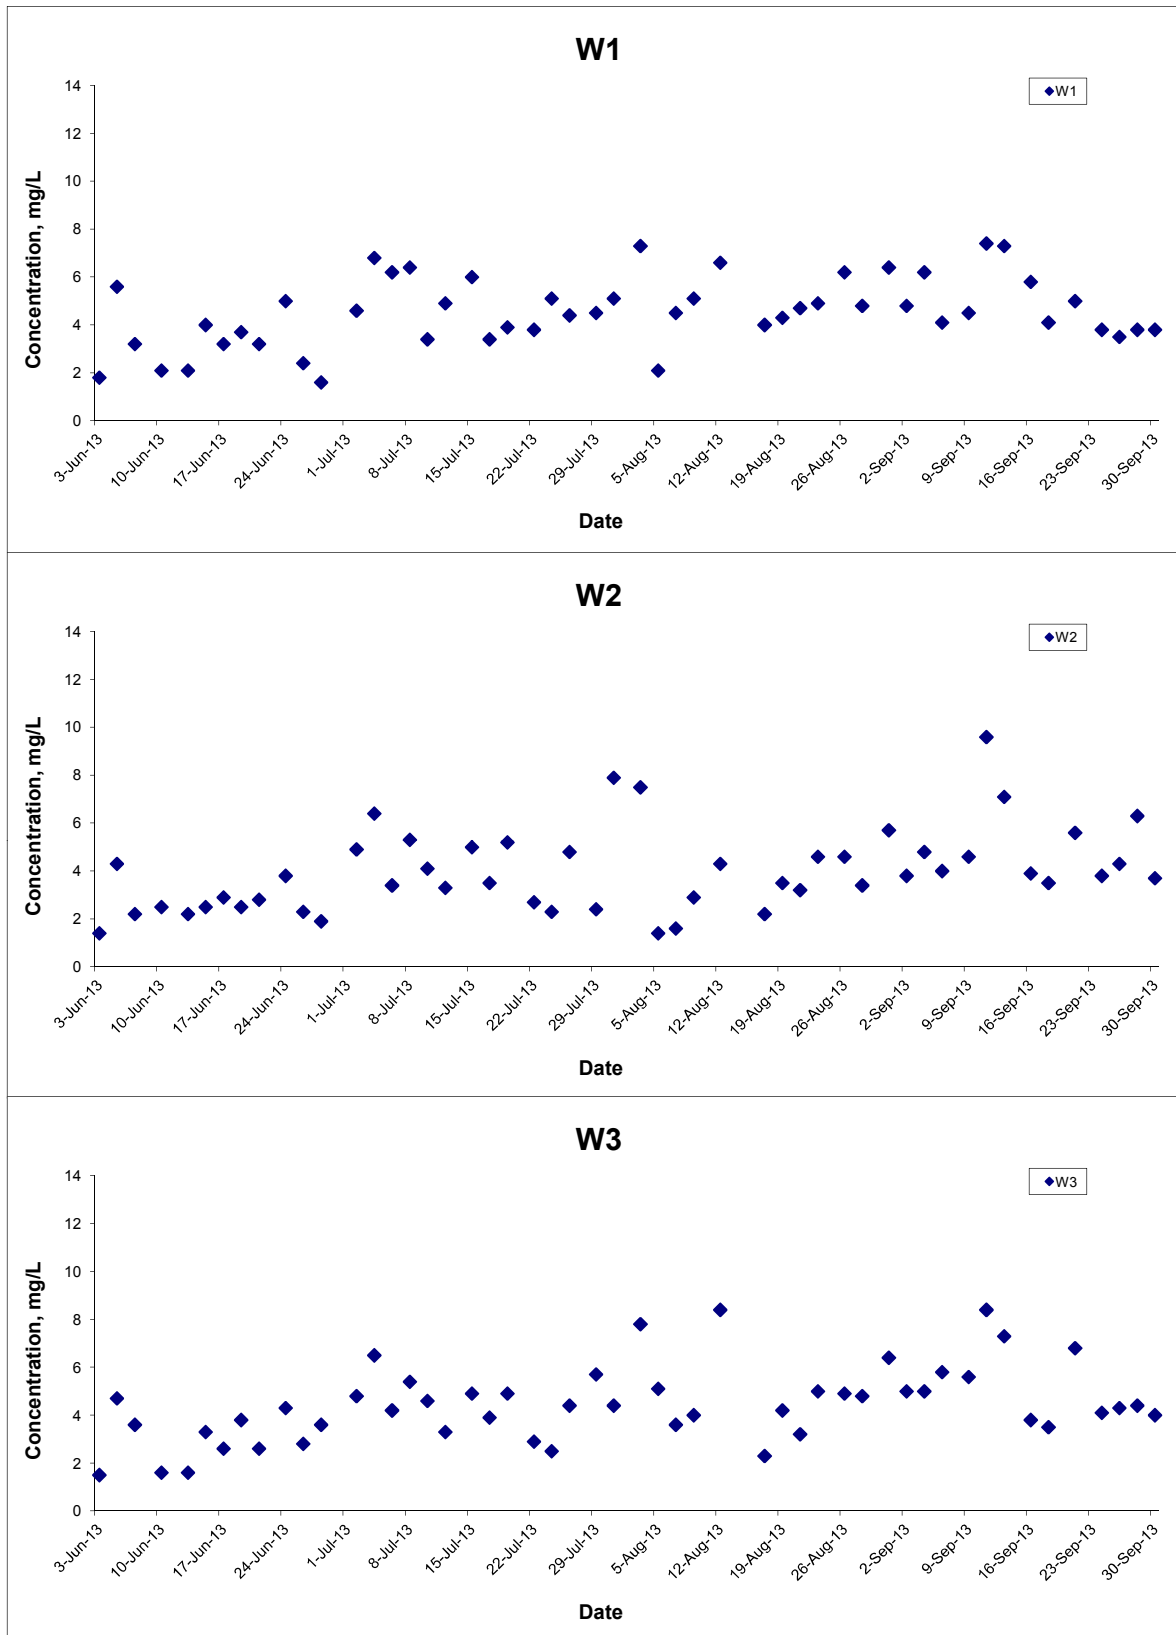 W1
W1
14
12
10
8
6
4
2
0
Concentration, mg/L
3-Jun-13
10-Jun-13
17-Jun-13
24-Jun-13
1-Jul-13
8-Jul-13
15-Jul-13
22-Jul-13
29-Jul-13
5-Aug-13
12-Aug-13
19-Aug-13
26-Aug-13
2-Sep-13
9-Sep-13
16-Sep-13
23-Sep-13
30-Sep-13
Date
W2
W2
14
12
10
8
6
4
2
0
Concentration, mg/L
3-Jun-13
10-Jun-13
17-Jun-13
24-Jun-13
1-Jul-13
8-Jul-13
15-Jul-13
22-Jul-13
29-Jul-13
5-Aug-13
12-Aug-13
19-Aug-13
26-Aug-13
2-Sep-13
9-Sep-13
16-Sep-13
23-Sep-13
30-Sep-13
Date
W3
W3
14
12
10
8
6
4
2
0
Concentration, mg/L
3-Jun-13
10-Jun-13
17-Jun-13
24-Jun-13
1-Jul-13
8-Jul-13
15-Jul-13
22-Jul-13
29-Jul-13
5-Aug-13
12-Aug-13
19-Aug-13
26-Aug-13
2-Sep-13
9-Sep-13
16-Sep-13
23-Sep-13
30-Sep-13
Date